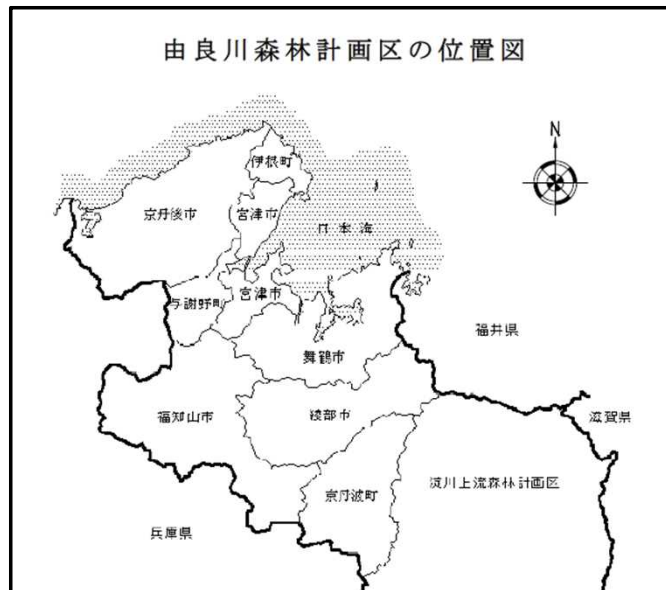 由良川森林計画区の位置図
N
伊根町
京丹後市
宮津市
日本海
与謝野町
宮津市
福井県
舞鶴市
福知山市
綾部市
滋賀県
京丹波町
淀川上流森林計画区
兵庫県